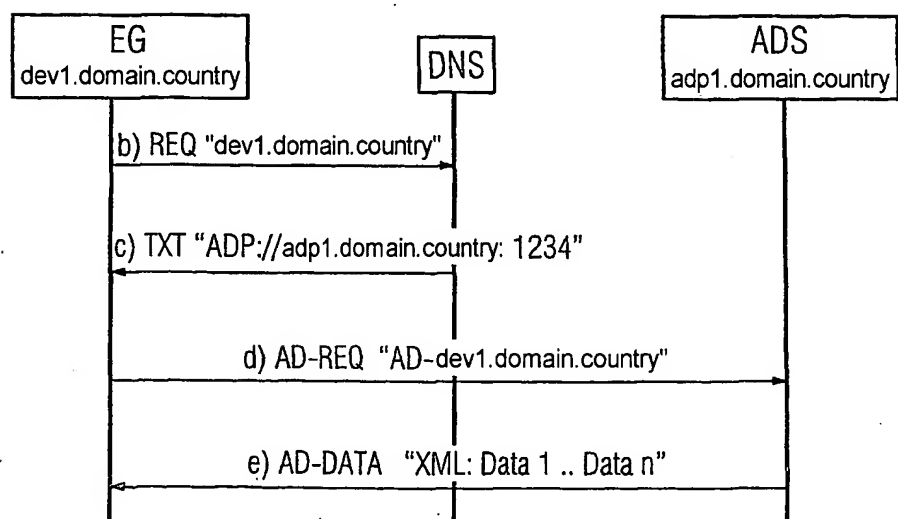 EG
dev1.domain.country
DNS
ADS
adp1.domain.country
b) REQ "dev1.domain.country"
c) TXT “ADP://adp1.domain.country: 1234”
d) AD-REQ “AD-dev1.domain.country”
e) AD-DATA “XML: Data 1 .. Data n”